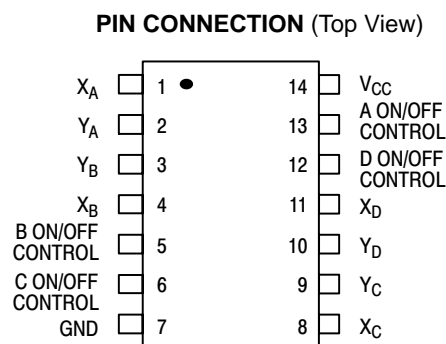 PIN CONNECTION (Top View)
XA 1 14 VCC
YA 2 13 A ON/OFF CONTROL
YB 3 12 D ON/OFF CONTROL
XB 4 11 XD
B ON/OFF CONTROL 5 10 YD
C ON/OFF CONTROL 6 9 YC
GND 7 8 XC